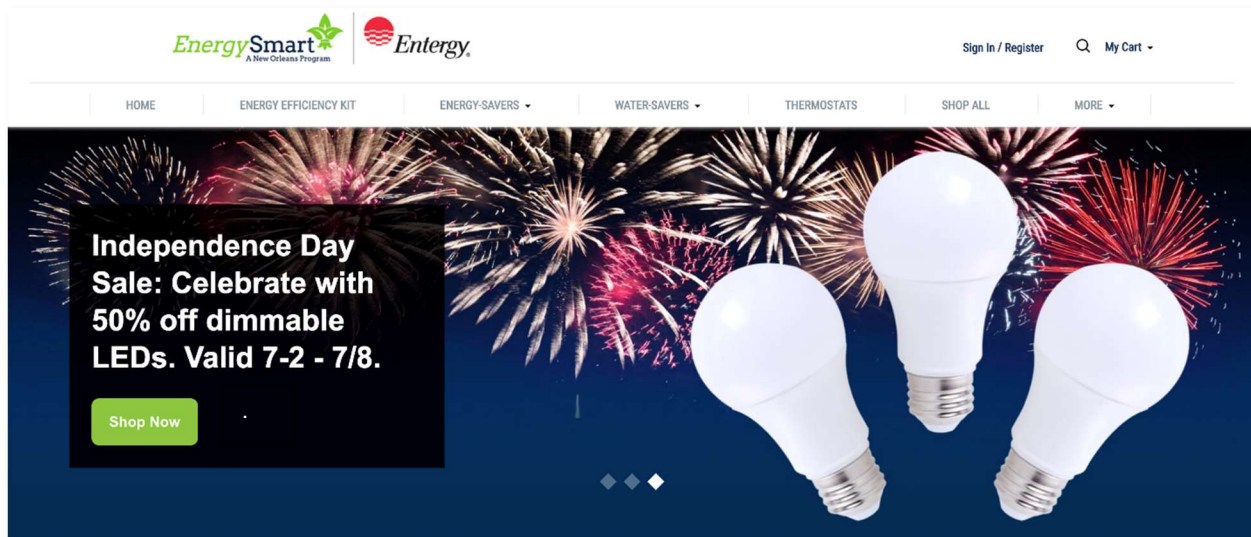 EnergySmart
A New Orleans Program
Entergy.
Sign In / Register
My Cart
HOME
ENERGY EFFICIENCY KIT
ENERGY-SAVERS
WATER-SAVERS
THERMOSTATS
SHOP ALL
MORE
Independence Day
Sale: Celebrate with
50% off dimmable
LEDs. Valid 7-2 - 7/8.
Shop Now